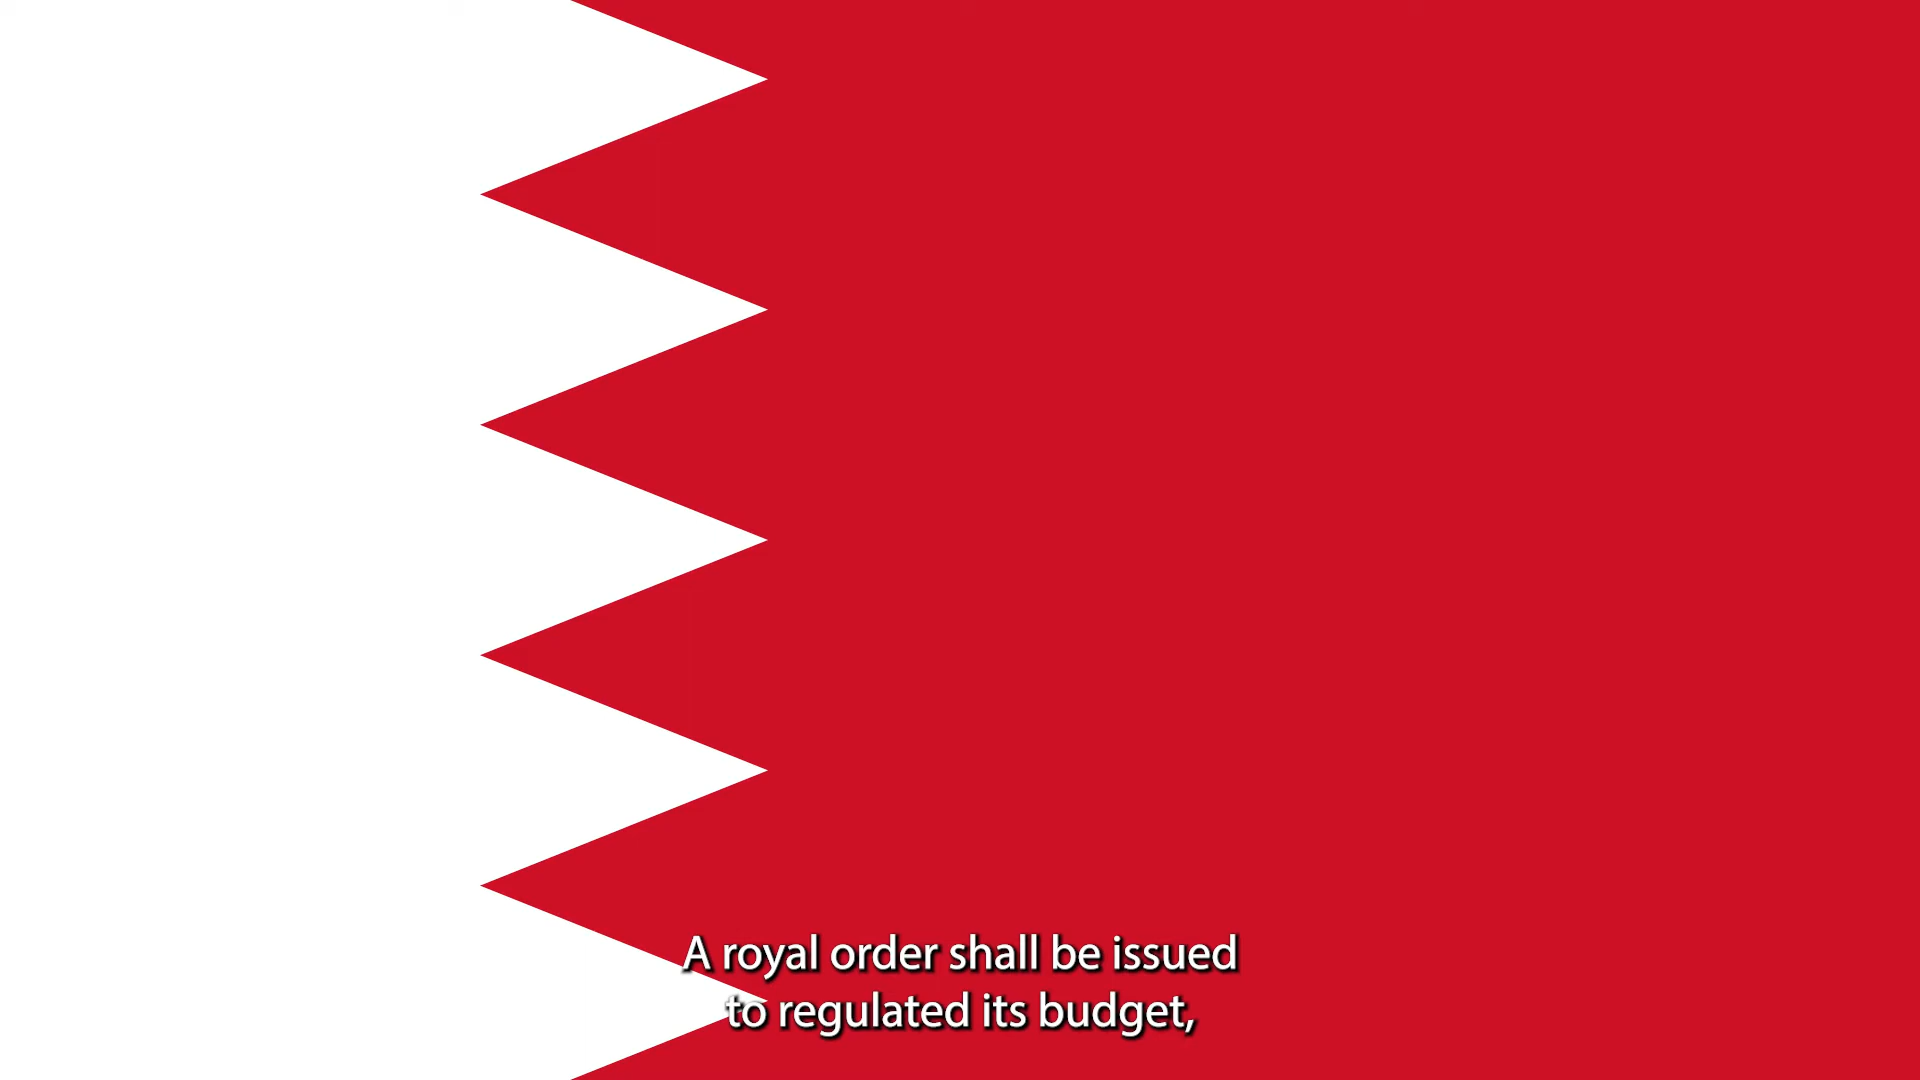 A royal order shall be issued
to regulated its budget,